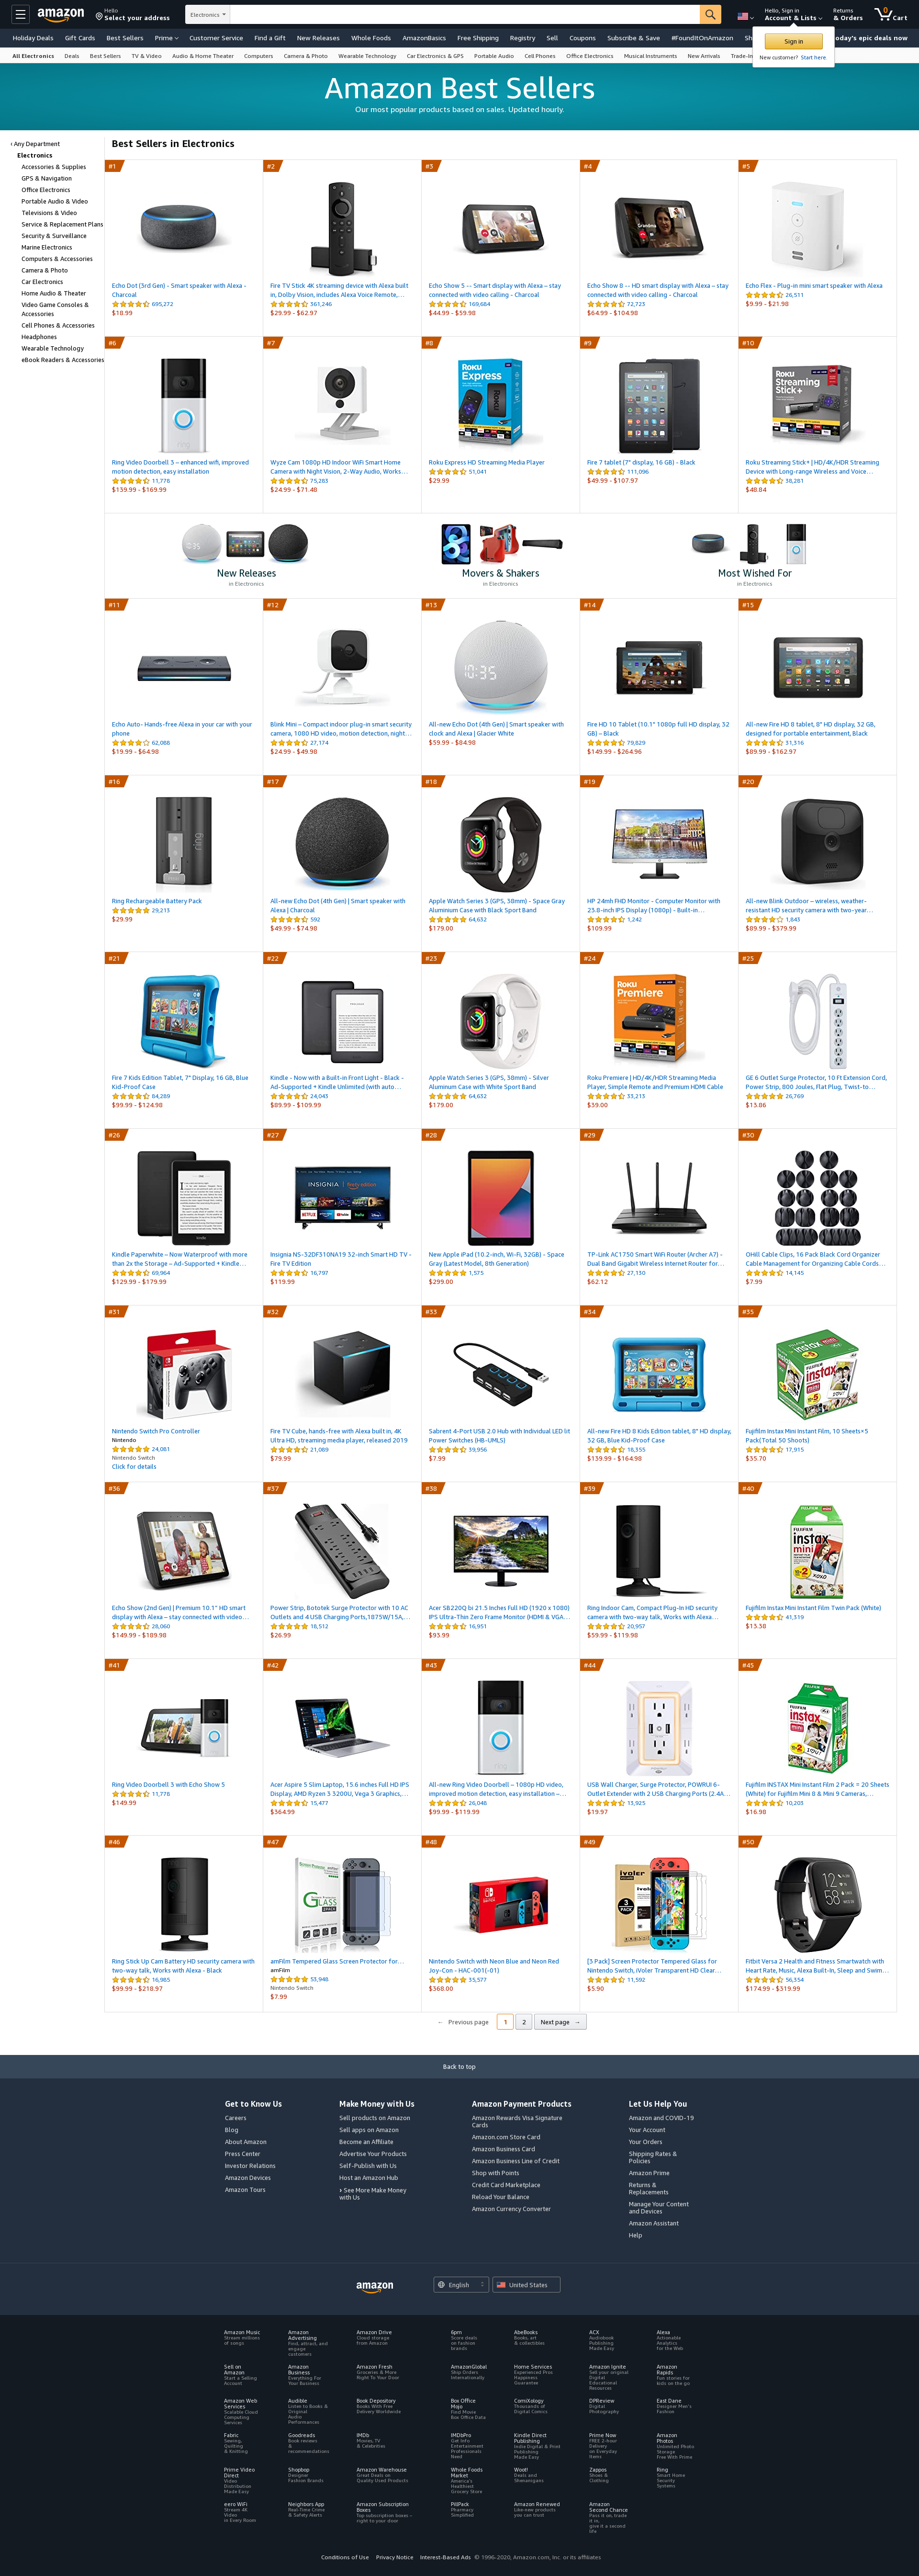 amazon
Hello
Select your address
Electronics
Hello, Sign in
Account & Lists
Returns
& Orders
0
Cart
Holiday Deals Gift Cards Best Sellers Prime Customer Service Find a Gift New Releases Whole Foods AmazonBasics Free Shipping Registry Sell Coupons Subscribe & Save #FoundItOnAmazon Sh
oday's epic deals now
Sign in
New customer? Start here.
All Electronics Deals Best Sellers TV & Video Audio & Home Theater Computers Camera & Photo Wearable Technology Car Electronics & GPS Portable Audio Cell Phones Office Electronics Musical Instruments New Arrivals Trade-In
Amazon Best Sellers
Our most popular products based on sales. Updated hourly.
‹ Any Department
Electronics
Accessories & Supplies
GPS & Navigation
Office Electronics
Portable Audio & Video
Televisions & Video
Service & Replacement Plans
Security & Surveillance
Marine Electronics
Computers & Accessories
Camera & Photo
Car Electronics
Home Audio & Theater
Video Game Consoles &
Accessories
Cell Phones & Accessories
Headphones
Wearable Technology
eBook Readers & Accessories
Best Sellers in Electronics
#1
Echo Dot (3rd Gen) - Smart speaker with Alexa -
Charcoal
695,272
$18.99
#2
Fire TV Stick 4K streaming device with Alexa built
in, Dolby Vision, includes Alexa Voice Remote,…
361,246
$29.99 - $62.97
#3
Echo Show 5 -- Smart display with Alexa – stay
connected with video calling - Charcoal
169,684
$44.99 - $59.98
#4
Grandma
Echo Show 8 -- HD smart display with Alexa – stay
connected with video calling - Charcoal
72,723
$64.99 - $104.98
#5
Echo Flex - Plug-in mini smart speaker with Alexa
26,511
$9.99 - $21.98
#6
Ring Video Doorbell 3 – enhanced wifi, improved
motion detection, easy installation
11,778
$139.99 - $169.99
#7
Wyze Cam 1080p HD Indoor WiFi Smart Home
Camera with Night Vision, 2-Way Audio, Works…
75,283
$24.99 - $71.48
#8
Roku
Express
Roku Express HD Streaming Media Player
51,041
$29.99
#9
Fire 7 tablet (7" display, 16 GB) - Black
111,096
$49.99 - $107.97
#10
Roku
Streaming
Stick+
Roku Streaming Stick+ | HD/4K/HDR Streaming
Device with Long-range Wireless and Voice…
38,281
$48.84
New Releases
in Electronics
Movers & Shakers
in Electronics
Most Wished For
in Electronics
#11
Echo Auto- Hands-free Alexa in your car with your
phone
62,088
$19.99 - $64.98
#12
Blink Mini – Compact indoor plug-in smart security
camera, 1080 HD video, motion detection, night…
27,174
$24.99 - $49.98
#13
10:35
All-new Echo Dot (4th Gen) | Smart speaker with
clock and Alexa | Glacier White
$59.99 - $84.98
#14
Fire HD 10 Tablet (10.1" 1080p full HD display, 32
GB) – Black
79,829
$149.99 - $264.96
#15
All-new Fire HD 8 tablet, 8" HD display, 32 GB,
designed for portable entertainment, Black
31,316
$89.99 - $162.97
#16
ring
Ring Rechargeable Battery Pack
29,213
$29.99
#17
All-new Echo Dot (4th Gen) | Smart speaker with
Alexa | Charcoal
592
$49.99 - $74.98
#18
Apple Watch Series 3 (GPS, 38mm) - Space Gray
Aluminium Case with Black Sport Band
64,632
$179.00
#19
HP 24mh FHD Monitor - Computer Monitor with
23.8-inch IPS Display (1080p) - Built-in…
1,242
$109.99
#20
All-new Blink Outdoor – wireless, weather-
resistant HD security camera with two-year…
1,843
$89.99 - $379.99
#21
Fire 7 Kids Edition Tablet, 7" Display, 16 GB, Blue
Kid-Proof Case
84,289
$99.99 - $124.98
#22
Kindle - Now with a Built-in Front Light - Black -
Ad-Supported + Kindle Unlimited (with auto…
24,043
$89.99 - $109.99
#23
Apple Watch Series 3 (GPS, 38mm) - Silver
Aluminum Case with White Sport Band
64,632
$179.00
#24
Roku
Premiere
Roku Premiere | HD/4K/HDR Streaming Media
Player, Simple Remote and Premium HDMI Cable
33,213
$39.00
#25
GE 6 Outlet Surge Protector, 10 Ft Extension Cord,
Power Strip, 800 Joules, Flat Plug, Twist-to…
26,769
$13.86
#26
Kindle Paperwhite – Now Waterproof with more
than 2x the Storage – Ad-Supported + Kindle…
69,964
$129.99 - $179.99
#27
INSIGNIA
Insignia NS-32DF310NA19 32-inch Smart HD TV -
Fire TV Edition
16,797
$119.99
#28
New Apple iPad (10.2-inch, Wi-Fi, 32GB) - Space
Gray (Latest Model, 8th Generation)
1,575
$299.00
#29
TP-Link AC1750 Smart WiFi Router (Archer A7) -
Dual Band Gigabit Wireless Internet Router for…
27,130
$62.12
#30
OHill Cable Clips, 16 Pack Black Cord Organizer
Cable Management for Organizing Cable Cords…
14,145
$7.99
#31
Nintendo Switch Pro Controller
Nintendo
24,081
Nintendo Switch
Click for details
#32
Fire TV Cube, hands-free with Alexa built in, 4K
Ultra HD, streaming media player, released 2019
21,089
$79.99
#33
Sabrent 4-Port USB 2.0 Hub with Individual LED lit
Power Switches (HB-UMLS)
39,956
$7.99
#34
All-new Fire HD 8 Kids Edition tablet, 8" HD display,
32 GB, Blue Kid-Proof Case
18,355
$139.99 - $164.98
#35
instax
mini
Fujifilm Instax Mini Instant Film, 10 Sheets×5
Pack(Total 50 Shoots)
17,915
$35.70
#36
Echo Show (2nd Gen) | Premium 10.1" HD smart
display with Alexa – stay connected with video…
28,060
$149.99 - $189.98
#37
Power Strip, Bototek Surge Protector with 10 AC
Outlets and 4 USB Charging Ports,1875W/15A,…
18,512
$26.99
#38
Acer SB220Q bi 21.5 Inches Full HD (1920 x 1080)
IPS Ultra-Thin Zero Frame Monitor (HDMI & VGA…
16,951
$93.99
#39
Ring Indoor Cam, Compact Plug-In HD security
camera with two-way talk, Works with Alexa…
20,957
$59.99 - $119.98
#40
FUJIFILM
instax
mini
XOXO
Fujifilm Instax Mini Instant Film Twin Pack (White)
41,319
$13.38
#41
Ring Video Doorbell 3 with Echo Show 5
11,778
$149.99
#42
Acer Aspire 5 Slim Laptop, 15.6 inches Full HD IPS
Display, AMD Ryzen 3 3200U, Vega 3 Graphics,…
15,477
$364.99
#43
All-new Ring Video Doorbell – 1080p HD video,
improved motion detection, easy installation –…
26,048
$99.99 - $119.99
#44
USB Wall Charger, Surge Protector, POWRUI 6-
Outlet Extender with 2 USB Charging Ports (2.4A…
13,925
$19.97
#45
FUJIFILM
instax
mini
Fujifilm INSTAX Mini Instant Film 2 Pack = 20 Sheets
(White) for Fujifilm Mini 8 & Mini 9 Cameras,…
10,203
$16.98
#46
Ring Stick Up Cam Battery HD security camera with
two-way talk, Works with Alexa - Black
16,985
$99.99 - $218.97
#47
GLASS
amFilm Tempered Glass Screen Protector for…
amFilm
53,948
Nintendo Switch
$7.99
#48
Nintendo Switch with Neon Blue and Neon Red
Joy-Con - HAC-001(-01)
35,577
$368.00
#49
ivoler
3
PACK
[3 Pack] Screen Protector Tempered Glass for
Nintendo Switch, iVoler Transparent HD Clear…
11,592
$5.90
#50
Fitbit Versa 2 Health and Fitness Smartwatch with
Heart Rate, Music, Alexa Built-In, Sleep and Swim…
56,354
$174.99 - $319.99
← Previous page 1 2 Next page →
Back to top
Get to Know Us
Careers
Blog
About Amazon
Press Center
Investor Relations
Amazon Devices
Amazon Tours
Make Money with Us
Sell products on Amazon
Sell apps on Amazon
Become an Affiliate
Advertise Your Products
Self-Publish with Us
Host an Amazon Hub
› See More Make Money
with Us
Amazon Payment Products
Amazon Rewards Visa Signature
Cards
Amazon.com Store Card
Amazon Business Card
Amazon Business Line of Credit
Shop with Points
Credit Card Marketplace
Reload Your Balance
Amazon Currency Converter
Let Us Help You
Amazon and COVID-19
Your Account
Your Orders
Shipping Rates &
Policies
Amazon Prime
Returns &
Replacements
Manage Your Content
and Devices
Amazon Assistant
Help
amazon
English
United States
Amazon Music
Stream millions
of songs
Amazon
Advertising
Find, attract, and
engage
customers
Amazon Drive
Cloud storage
from Amazon
6pm
Score deals
on fashion
brands
AbeBooks
Books, art
& collectibles
ACX
Audiobook
Publishing
Made Easy
Alexa
Actionable
Analytics
for the Web
Sell on
Amazon
Start a Selling
Account
Amazon
Business
Everything For
Your Business
Amazon Fresh
Groceries & More
Right To Your Door
AmazonGlobal
Ship Orders
Internationally
Home Services
Experienced Pros
Happiness
Guarantee
Amazon Ignite
Sell your original
Digital
Educational
Resources
Amazon
Rapids
Fun stories for
kids on the go
Amazon Web
Services
Scalable Cloud
Computing
Services
Audible
Listen to Books &
Original
Audio
Performances
Book Depository
Books With Free
Delivery Worldwide
Box Office
Mojo
Find Movie
Box Office Data
ComiXology
Thousands of
Digital Comics
DPReview
Digital
Photography
East Dane
Designer Men's
Fashion
Fabric
Sewing,
Quilting
& Knitting
Goodreads
Book reviews
&
recommendations
IMDb
Movies, TV
& Celebrities
IMDbPro
Get Info
Entertainment
Professionals
Need
Kindle Direct
Publishing
Indie Digital & Print
Publishing
Made Easy
Prime Now
FREE 2-hour
Delivery
on Everyday
Items
Amazon
Photos
Unlimited Photo
Storage
Free With Prime
Prime Video
Direct
Video
Distribution
Made Easy
Shopbop
Designer
Fashion Brands
Amazon Warehouse
Great Deals on
Quality Used Products
Whole Foods
Market
America's
Healthiest
Grocery Store
Woot!
Deals and
Shenanigans
Zappos
Shoes &
Clothing
Ring
Smart Home
Security
Systems
eero WiFi
Stream 4K
Video
in Every Room
Neighbors App
Real-Time Crime
& Safety Alerts
Amazon Subscription
Boxes
Top subscription boxes –
right to your door
PillPack
Pharmacy
Simplified
Amazon Renewed
Like-new products
you can trust
Amazon
Second Chance
Pass it on, trade
it in,
give it a second
life
Conditions of Use Privacy Notice Interest-Based Ads © 1996-2020, Amazon.com, Inc. or its affiliates